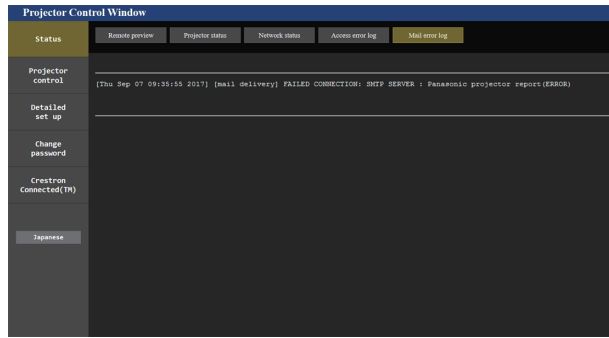 Projector Control Window
Status
Remote preview
Projector status
Network status
Access error log
Mail error log
Projector
control
[Thu Sep 07 09:35:55 2017] [mail delivery] FAILED CONNECTION: SMTP SERVER : Panasonic projector report(ERROR)
Detailed
set up
Change
password
Crestron
Connected(TM)
Japanese